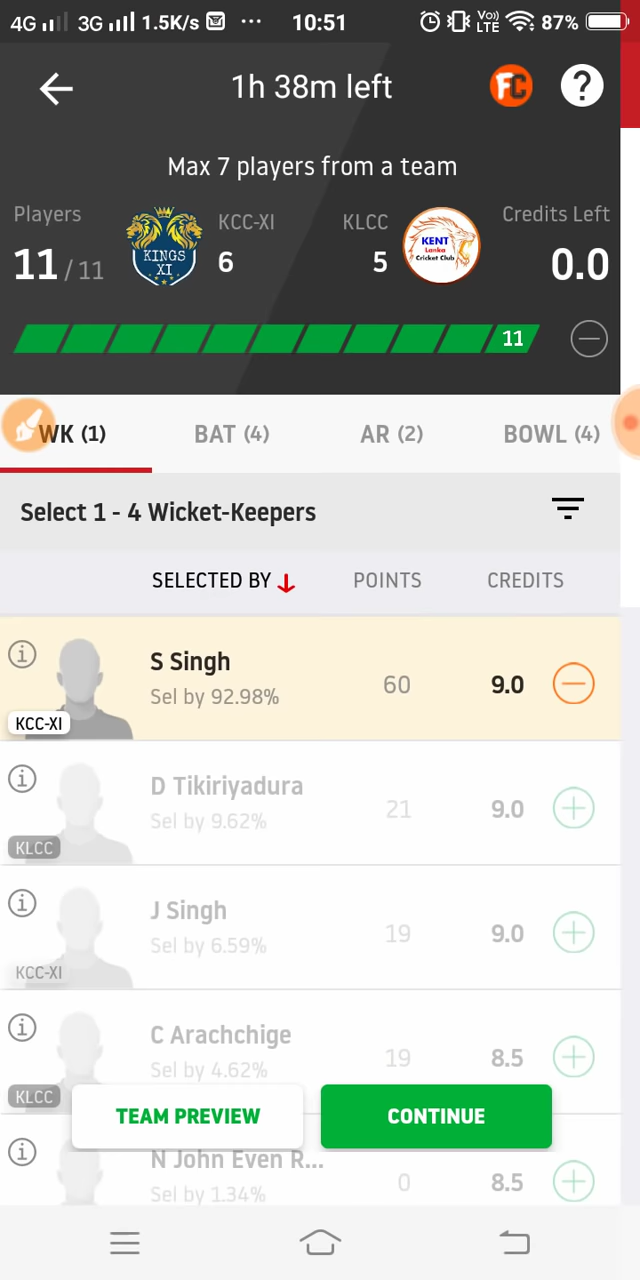 4G 3G 1.5K/s ... 10:51 Vo) LTE 87%
1h 38m left FC ?
Max 7 players from a team
Players KCC-XI KLCC Credits Left
11 / 11 KINGS XI 6 5 KENT Lanka Cricket Club 0.0
11
WK (1) BAT (4) AR (2) BOWL (4)
Select 1 - 4 Wicket-Keepers
SELECTED BY POINTS CREDITS
S Singh
Sel by 92.98% 60 9.0
KCC-XI
D Tikiriyadura
Sel by 9.62% 21 9.0
KLCC
J Singh
Sel by 6.59% 19 9.0
KCC-XI
C Arachchige
Sel by 4.62% 19 8.5
KLCC
TEAM PREVIEW CONTINUE
N John Even R...
Sel by 1.34% 0 8.5